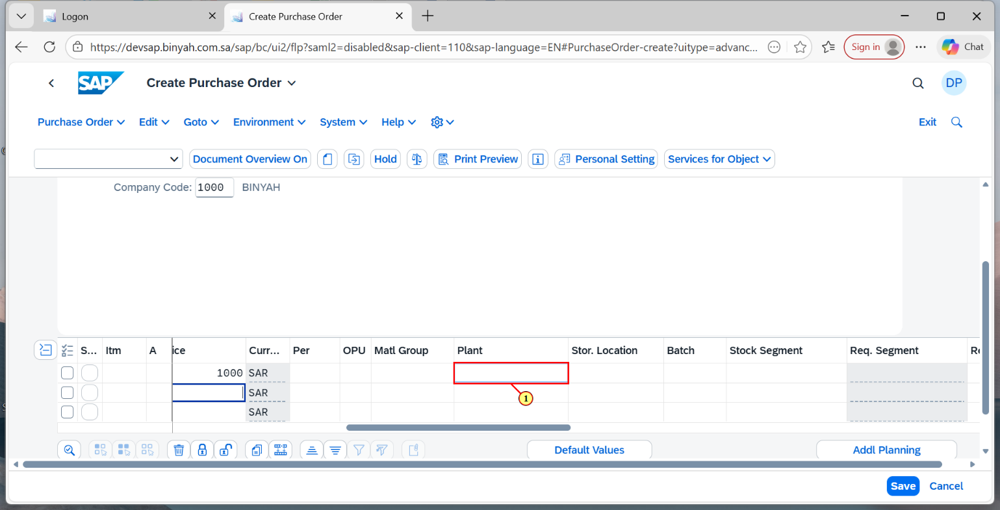 Logon
Create Purchase Order
https://devsap.binyah.com.sa/sap/bc/ui2/flp?saml2=disabled&sap-client=110&sap-language=EN#PurchaseOrder-create?uitype=advanc...
Sign in
Chat
SAP
Create Purchase Order
DP
Purchase Order
Edit
Goto
Environment
System
Help
Exit
Document Overview On
Hold
Print Preview
Personal Setting
Services for Object
Company Code: 1000 BINYAH
S... Itm A ice Curr... Per OPU Matl Group Plant Stor. Location Batch Stock Segment Req. Segment
1000 SAR
SAR
1
SAR
Default Values
Addl Planning
Save
Cancel